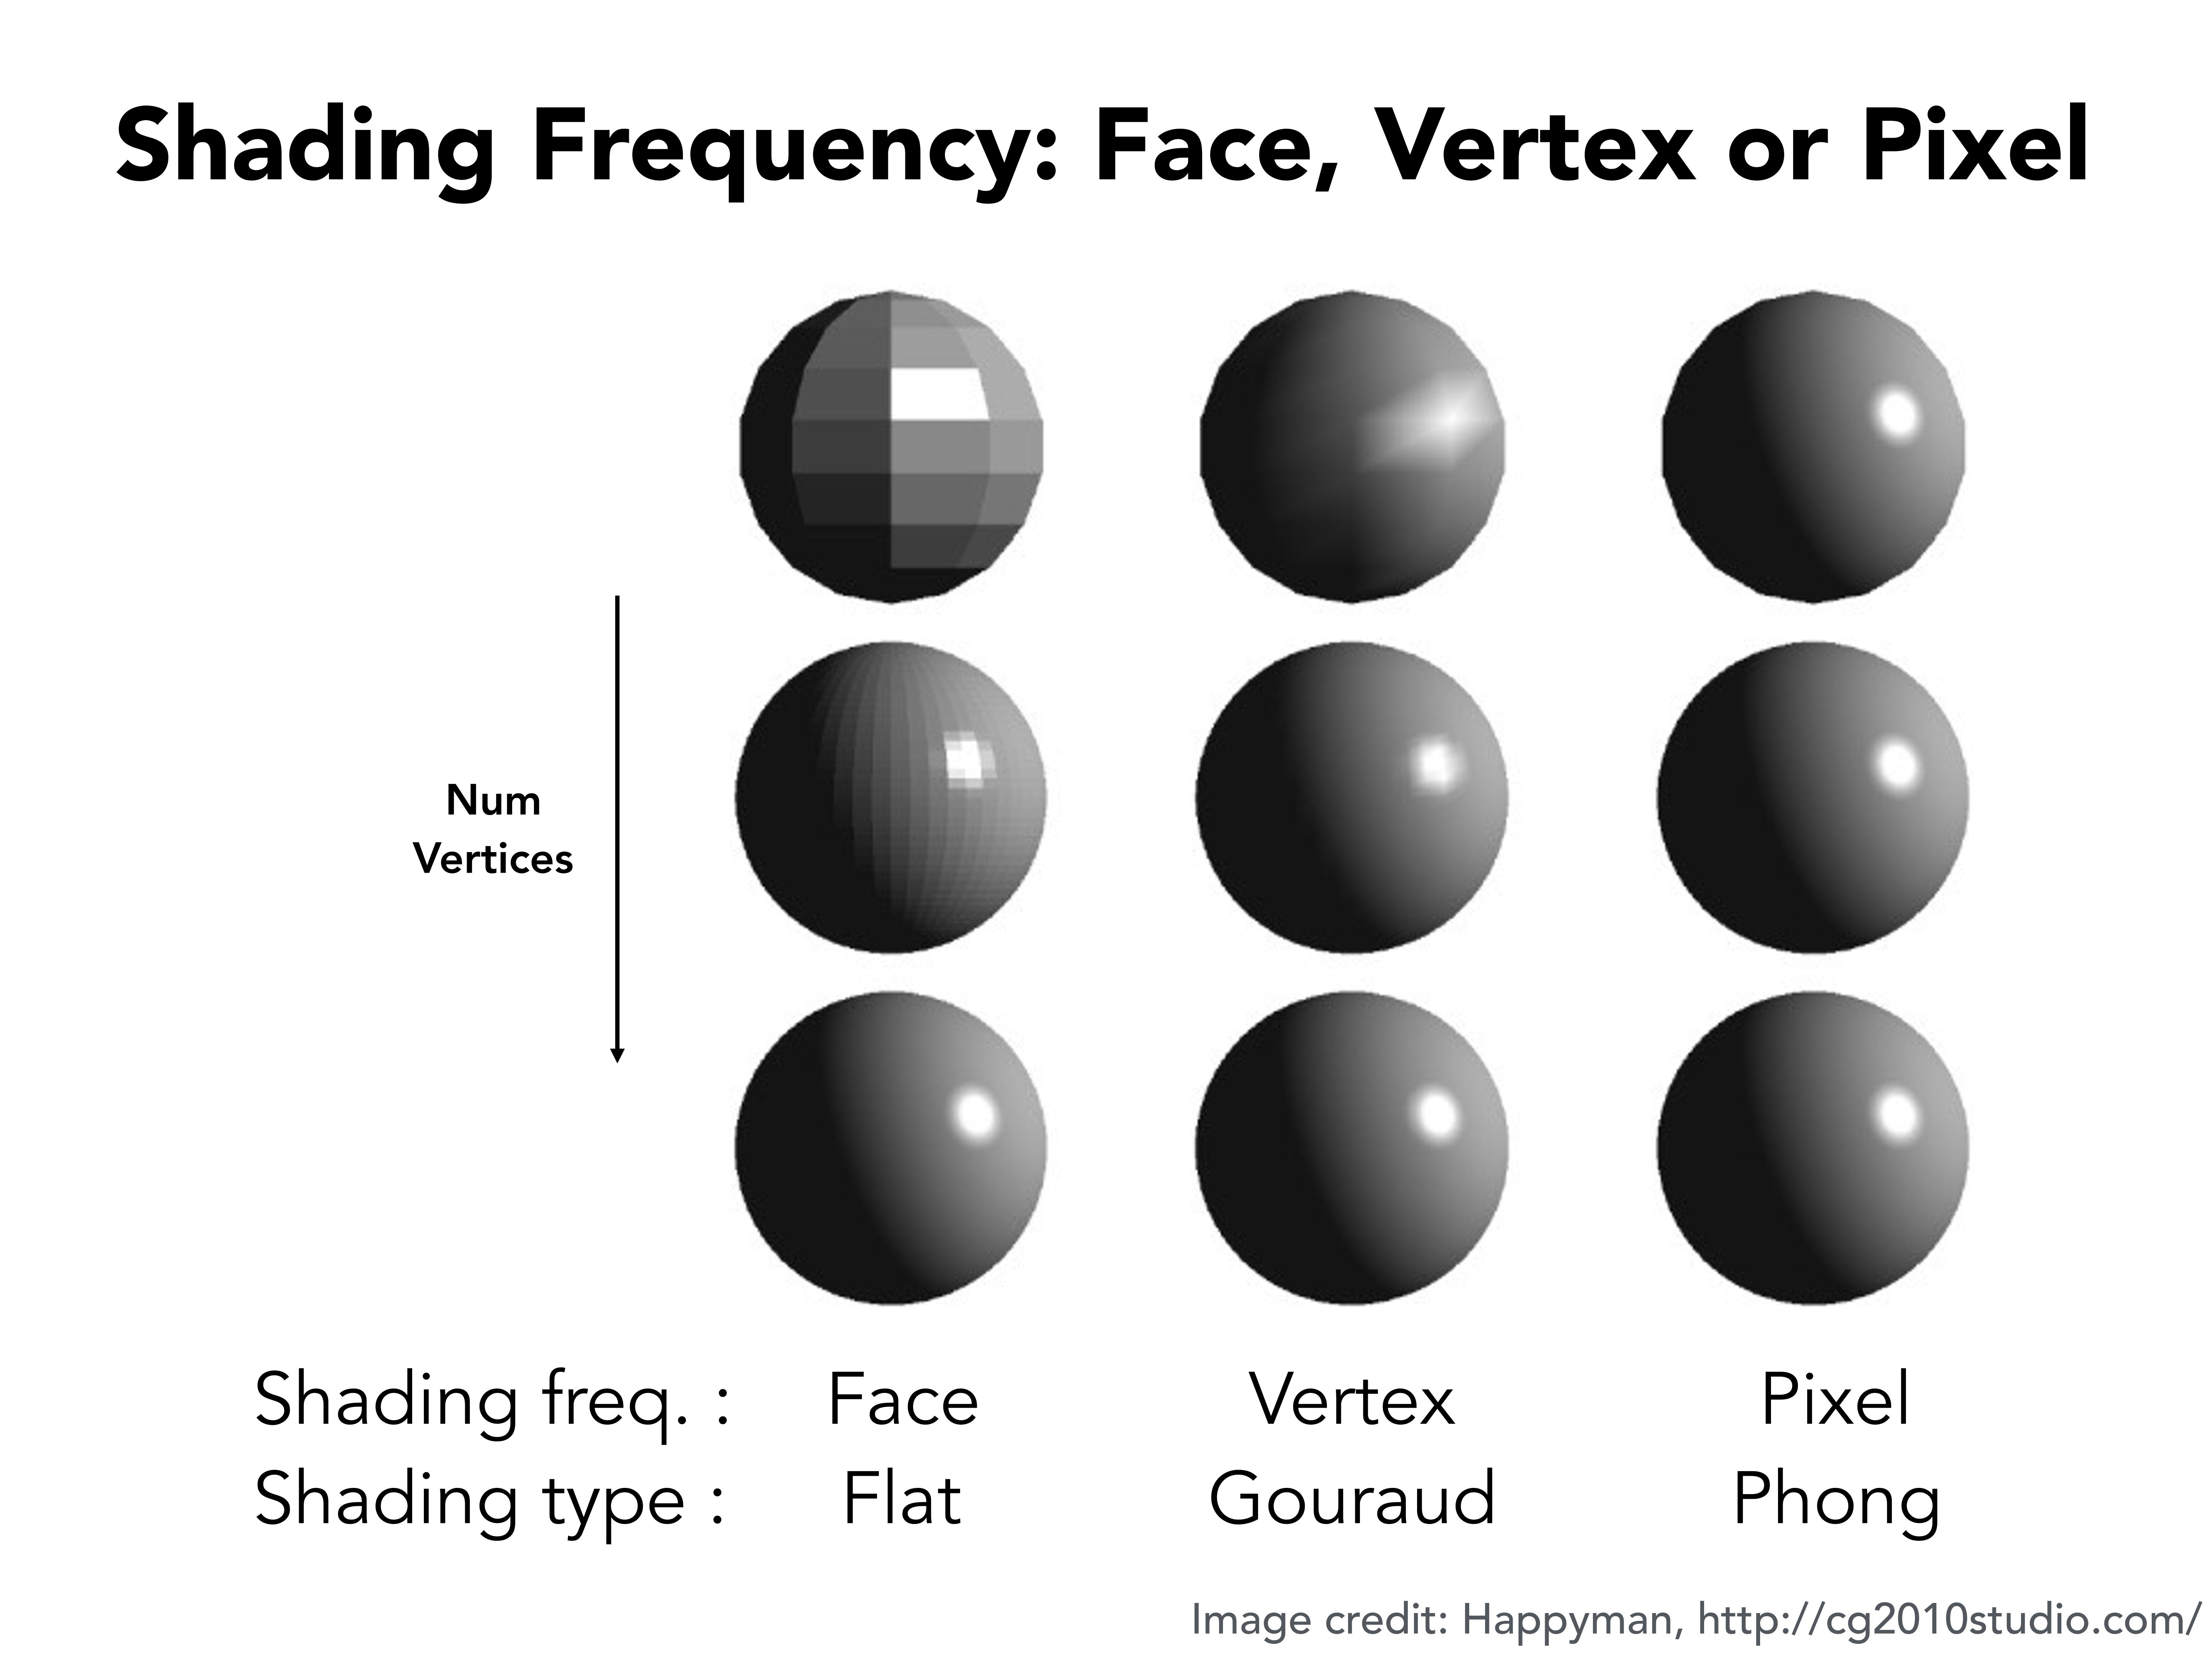 Shading Frequency: Face, Vertex or Pixel
Num
Vertices
Shading freq. : Face Vertex Pixel
Shading type : Flat Gouraud Phong
Image credit: Happyman, http://cg2010studio.com/